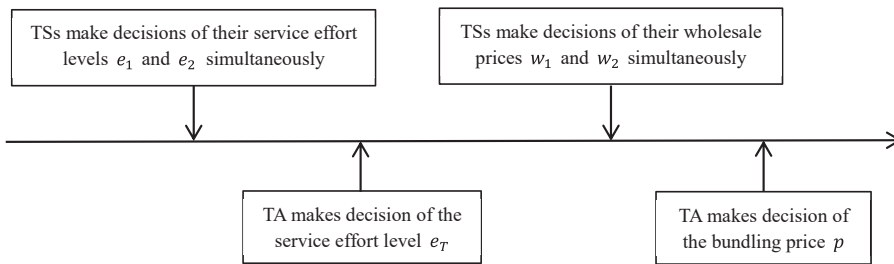 TSs make decisions of their service effort
levels e₁ and e₂ simultaneously
TSs make decisions of their wholesale
prices w₁ and w₂ simultaneously
TA makes decision of the
service effort level e_T
TA makes decision of
the bundling price p